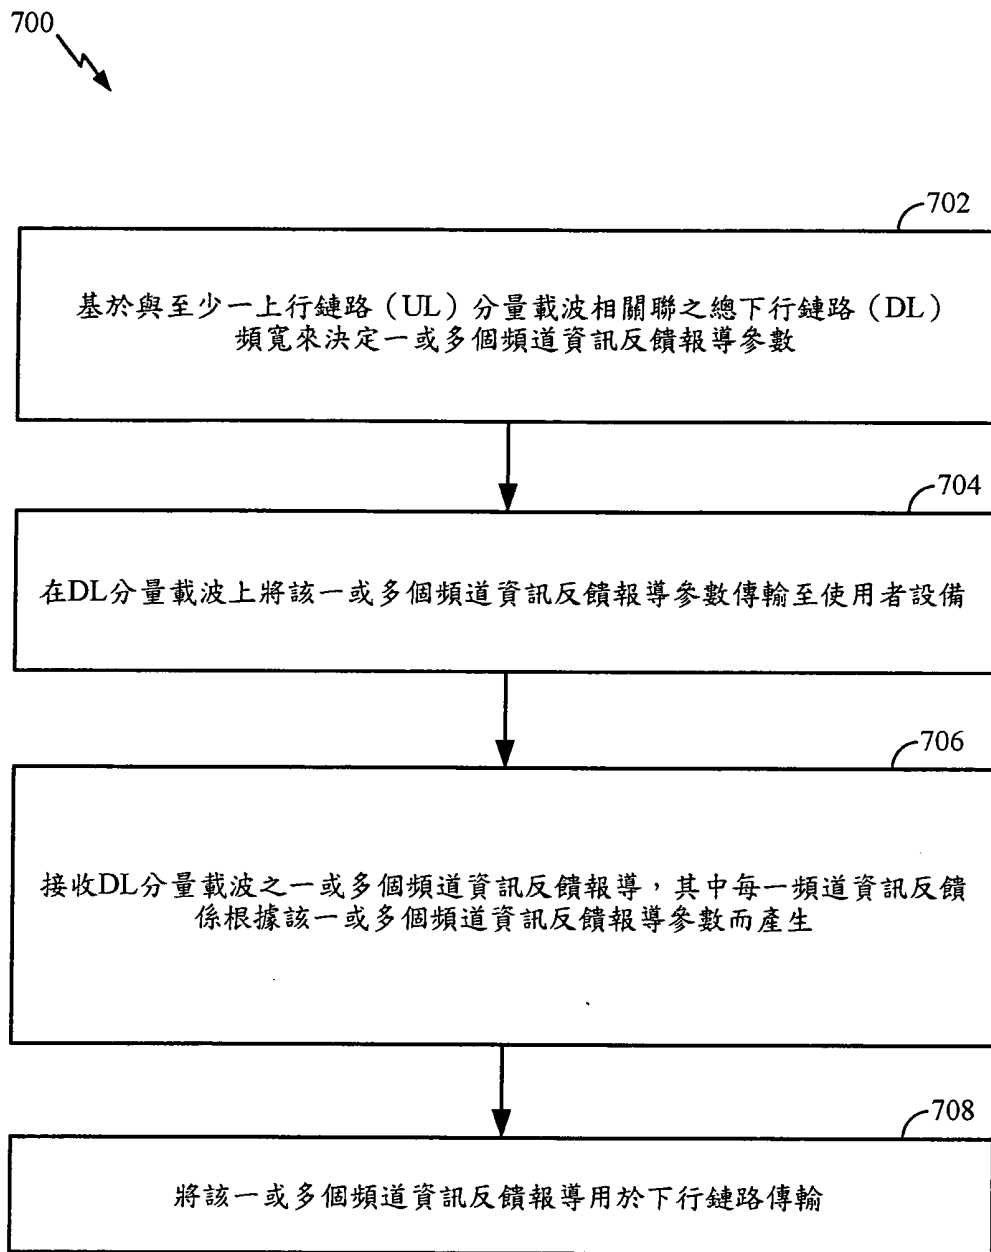 700
702
基於與至少一上行鏈路（UL）分量載波相關聯之總下行鏈路（DL）
頻寬來決定一或多個頻道資訊反饋報導參數
704
在DL分量載波上將該一或多個頻道資訊反饋報導參數傳輸至使用者設備
706
接收DL分量載波之一或多個頻道資訊反饋報導，其中每一頻道資訊反饋
係根據該一或多個頻道資訊反饋報導參數而產生
708
將該一或多個頻道資訊反饋報導用於下行鏈路傳輸